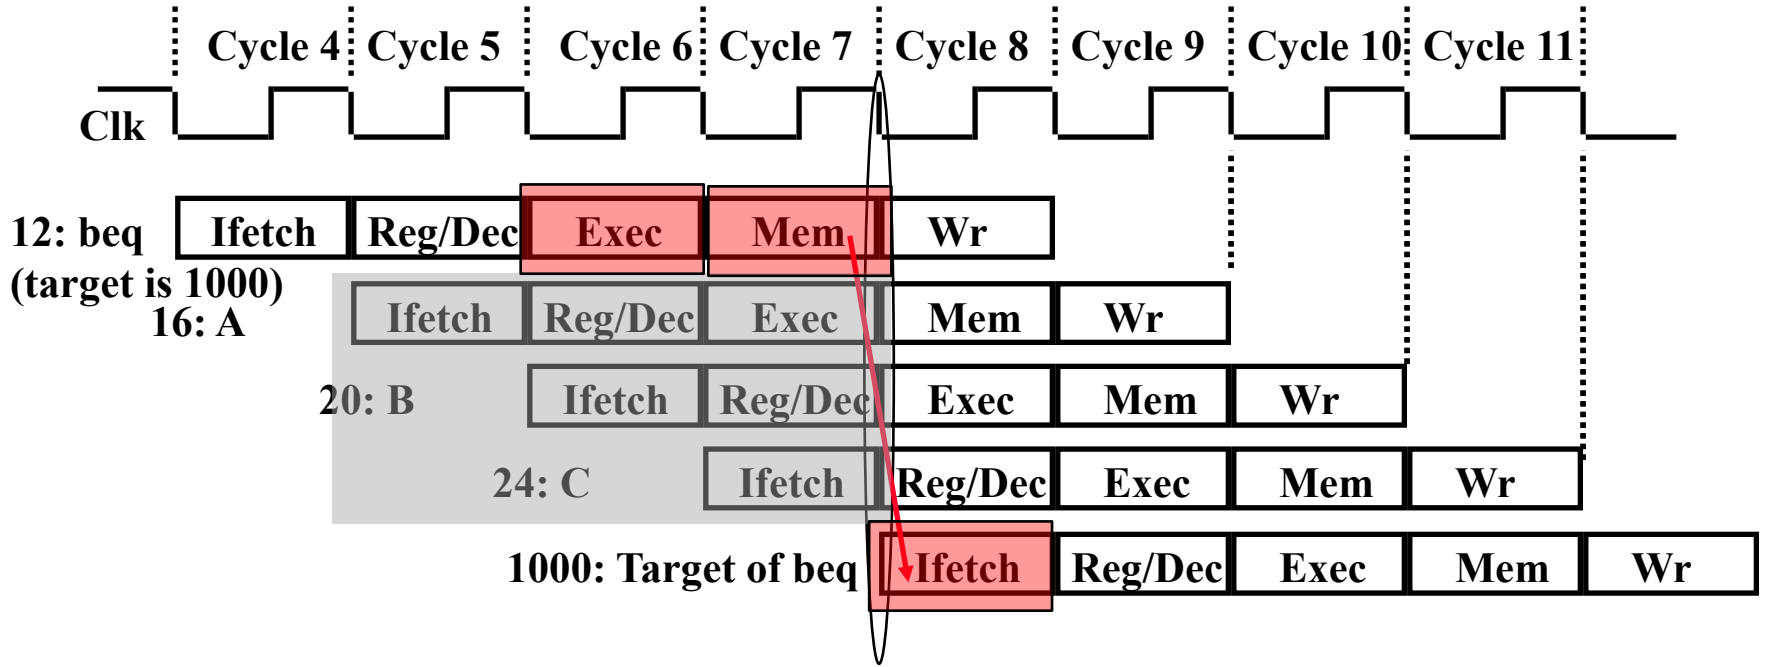 Cycle 4 Cycle 5 Cycle 6 Cycle 7 Cycle 8 Cycle 9 Cycle 10 Cycle 11
Clk
12: beq Ifetch Reg/Dec Exec Mem Wr
(target is 1000)
16: A Ifetch Reg/Dec Exec Mem Wr
20: B Ifetch Reg/Dec Exec Mem Wr
24: C Ifetch Reg/Dec Exec Mem Wr
1000: Target of beq Ifetch Reg/Dec Exec Mem Wr